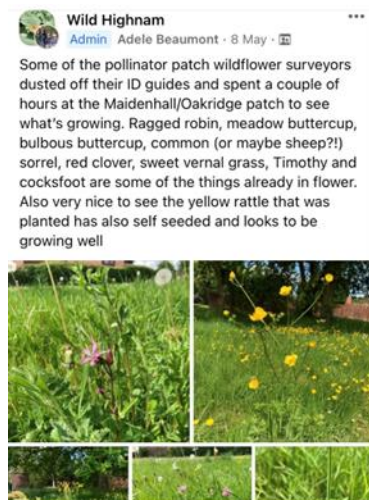 Wild Highnam
Admin Adele Beaumont · 8 May ·
Some of the pollinator patch wildflower surveyors
dusted off their ID guides and spent a couple of
hours at the Maidenhall/Oakridge patch to see
what's growing. Ragged robin, meadow buttercup,
bulbous buttercup, common (or maybe sheep?!)
sorrel, red clover, sweet vernal grass, Timothy and
cocksfoot are some of the things already in flower.
Also very nice to see the yellow rattle that was
planted has also self seeded and looks to be
growing well